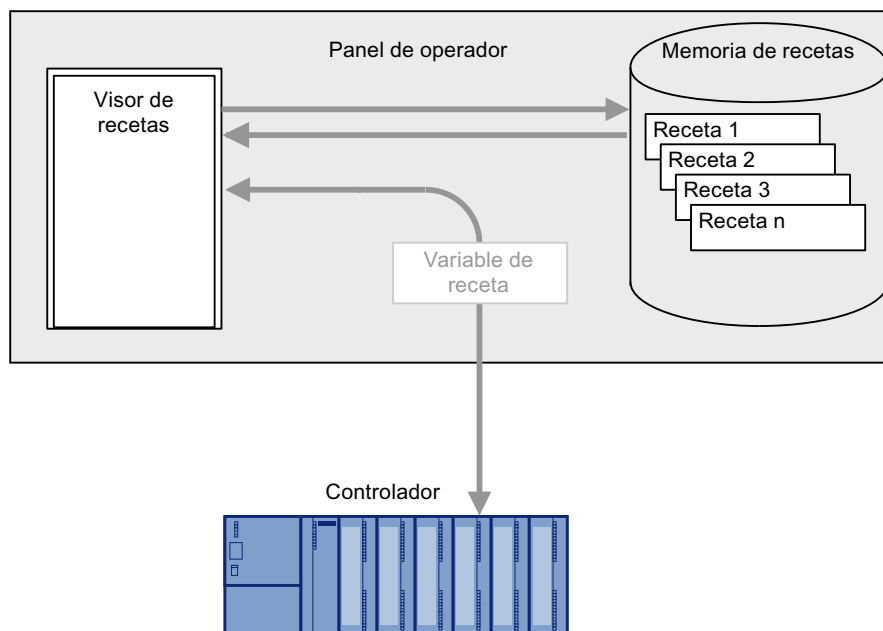 Panel de operador
Memoria de recetas
Visor de
recetas
Receta 1
Receta 2
Receta 3
Receta n
Variable de
receta
Controlador